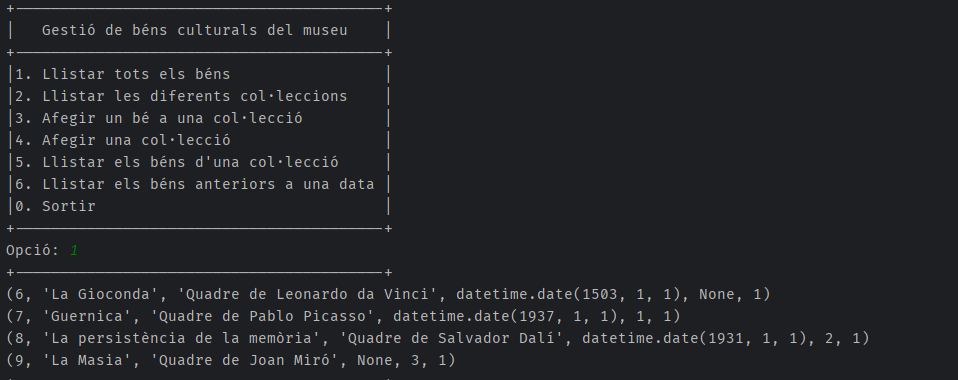 +-----------------------------------------+
|   Gestió de béns culturals del museu    |
+-----------------------------------------+
|1. Llistar tots els béns                 |
|2. Llistar les diferents col·leccions    |
|3. Afegir un bé a una col·lecció         |
|4. Afegir una col·lecció                 |
|5. Llistar els béns d'una col·lecció     |
|6. Llistar els béns anteriors a una data |
|0. Sortir                                |
+-----------------------------------------+
Opció: 1
+-----------------------------------------+
(6, 'La Gioconda', 'Quadre de Leonardo da Vinci', datetime.date(1503, 1, 1), None, 1)
(7, 'Guernica', 'Quadre de Pablo Picasso', datetime.date(1937, 1, 1), 1, 1)
(8, 'La persistència de la memòria', 'Quadre de Salvador Dalí', datetime.date(1931, 1, 1), 2, 1)
(9, 'La Masia', 'Quadre de Joan Miró', None, 3, 1)